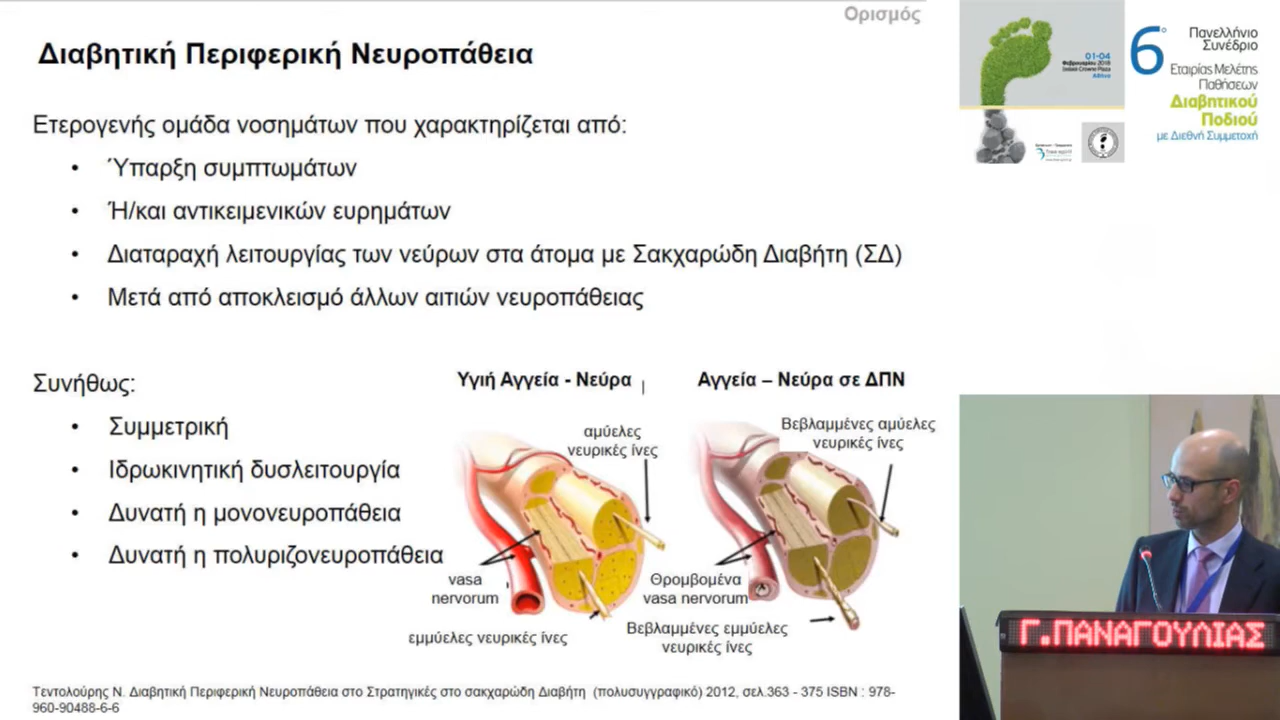 Ορισμός
Διαβητική Περιφερική Νευροπάθεια
Ετερογενής ομάδα νοσημάτων που χαρακτηρίζεται από:
• Ύπαρξη συμπτωμάτων
• Ή/και αντικειμενικών ευρημάτων
• Διαταραχή λειτουργίας των νεύρων στα άτομα με Σακχαρώδη Διαβήτη (ΣΔ)
• Μετά από αποκλεισμό άλλων αιτιών νευροπάθειας
Συνήθως:
• Συμμετρική
• Ιδρωκινητική δυσλειτουργία
• Δυνατή η μονονευροπάθεια
• Δυνατή η πολυριζονευροπάθεια
Υγιή Αγγεία - Νεύρα
αμύελες
νευρικές ίνες
vasa
nervorum
εμμύελες νευρικές ίνες
Αγγεία – Νεύρα σε ΔΠΝ
Βεβλαμμένες αμύελες
νευρικές ίνες
Θρομβομένα
vasa nervorum
Βεβλαμμένες εμμύελες
νευρικές ίνες
Τεντολούρης Ν. Διαβητική Περιφερική Νευροπάθεια στο Στρατηγικές στο σακχαρώδη Διαβήτη (πολυσυγγραφικό) 2012, σελ.363 - 375 ISBN : 978-
960-90488-6-6
01-04
Φεβρουαρίου 2018
Αθήνα
6°
Πανελλήνιο
Συνέδριο
Εταιρίας Μελέτης
Παθήσεων
Διαβητικού
Ποδιού
με Διεθνή Συμμετοχή
Γ.ΠΑΝΑΓΟΥΛΙΑΣ